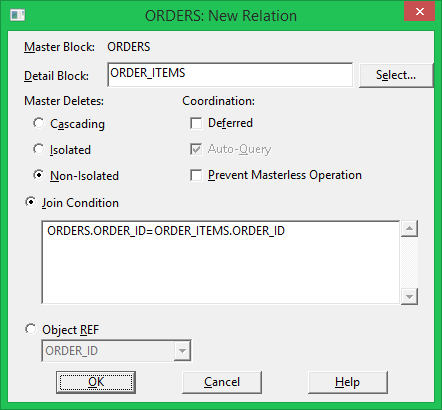 ORDERS: New Relation
Master Block: ORDERS
Detail Block: ORDER_ITEMS Select...
Master Deletes: Coordination:
Cascading Deferred
Isolated Auto-Query
Non-Isolated Prevent Masterless Operation
Join Condition
ORDERS.ORDER_ID=ORDER_ITEMS.ORDER_ID
Object REF
ORDER_ID
OK Cancel Help